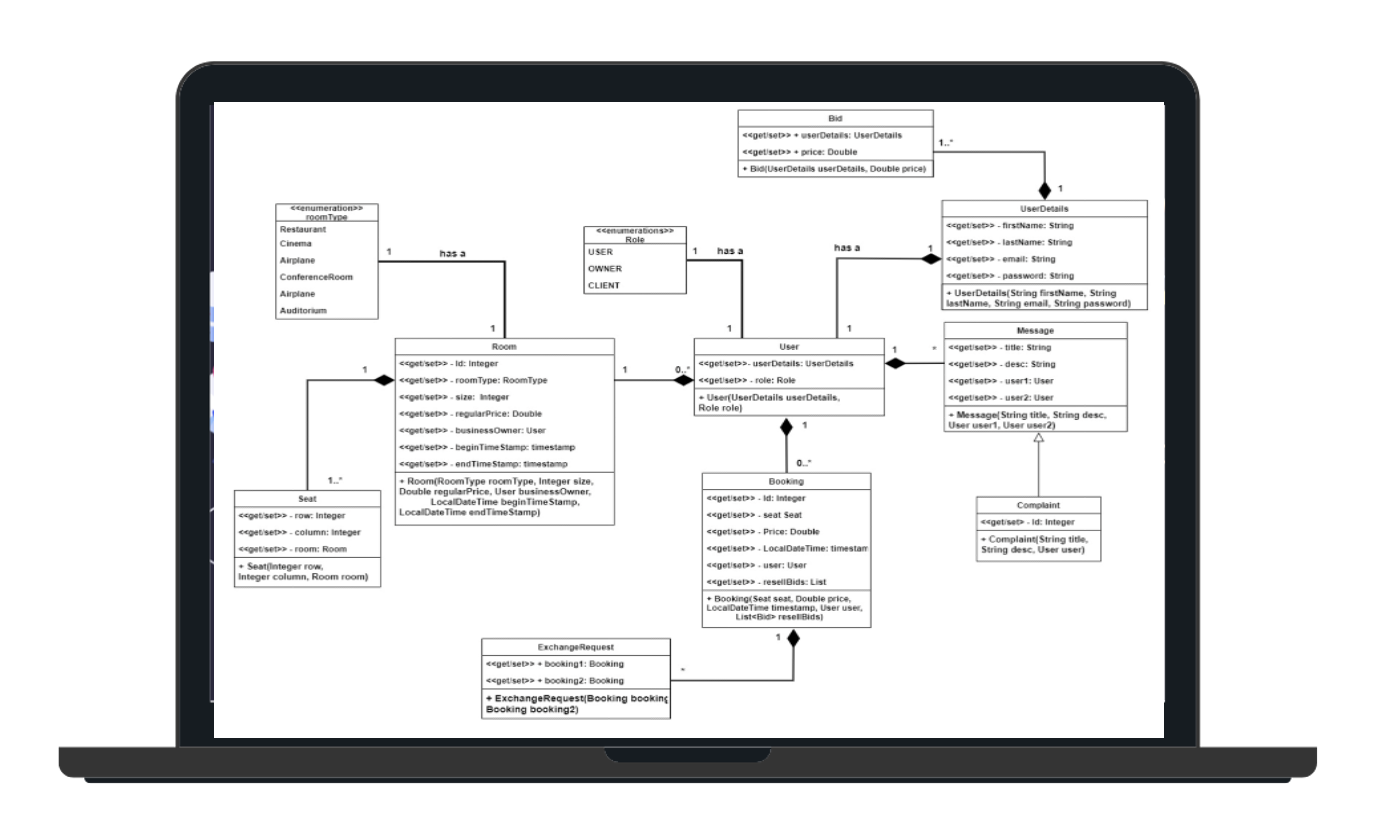 Bid
<<get/set>> + userDetails: UserDetails
<<get/set>> + price: Double
+ Bid(UserDetails userDetails, Double price)
1..*
1
<<enumeration>>
roomType
Restaurant
Cinema
Airplane
ConferenceRoom
Airplane
Auditorium
1
has a
1
<<enumerations>>
Role
USER
OWNER
CLIENT
1
has a
1
has a
1
1
UserDetails
<<get/set>> - firstName: String
<<get/set>> - lastName: String
<<get/set>> - email: String
<<get/set>> - password: String
+ UserDetails(String firstName, String
lastName, String email, String password)
Room
<<get/set>> - Id: Integer
<<get/set>> - roomType: RoomType
<<get/set>> - size: Integer
<<get/set>> - regularPrice: Double
<<get/set>> - businessOwner: User
<<get/set>> - beginTimeStamp: timestamp
<<get/set>> - endTimeStamp: timestamp
+ Room(RoomType roomType, Integer size,
Double regularPrice, User businessOwner,
LocalDateTime beginTimeStamp,
LocalDateTime endTimeStamp)
1
0..*
User
<<get/set>> - userDetails: UserDetails
<<get/set>> - role: Role
+ User(UserDetails userDetails,
Role role)
1
*
Message
<<get/set>> - title: String
<<get/set>> - desc: String
<<get/set>> - user1: User
<<get/set>> - user2: User
+ Message(String title, String desc,
User user1, User user2)
1
1..*
Seat
<<get/set>> - row: Integer
<<get/set>> - column: Integer
<<get/set>> - room: Room
+ Seat(Integer row,
Integer column, Room room)
1
0..*
Booking
<<get/set>> - Id: Integer
<<get/set>> - seat Seat
<<get/set>> - Price: Double
<<get/set>> - LocalDateTime: timestam
<<get/set>> - user: User
<<get/set>> - resellBids: List
+ Booking(Seat seat, Double price,
LocalDateTime timestamp, User user,
List<Bid> resellBids)
Complaint
<<get/set> - Id: Integer
+ Complaint(String title,
String desc, User user)
1
*
ExchangeRequest
<<get/set>> + booking1: Booking
<<get/set>> + booking2: Booking
+ ExchangeRequest(Booking booking
Booking booking2)